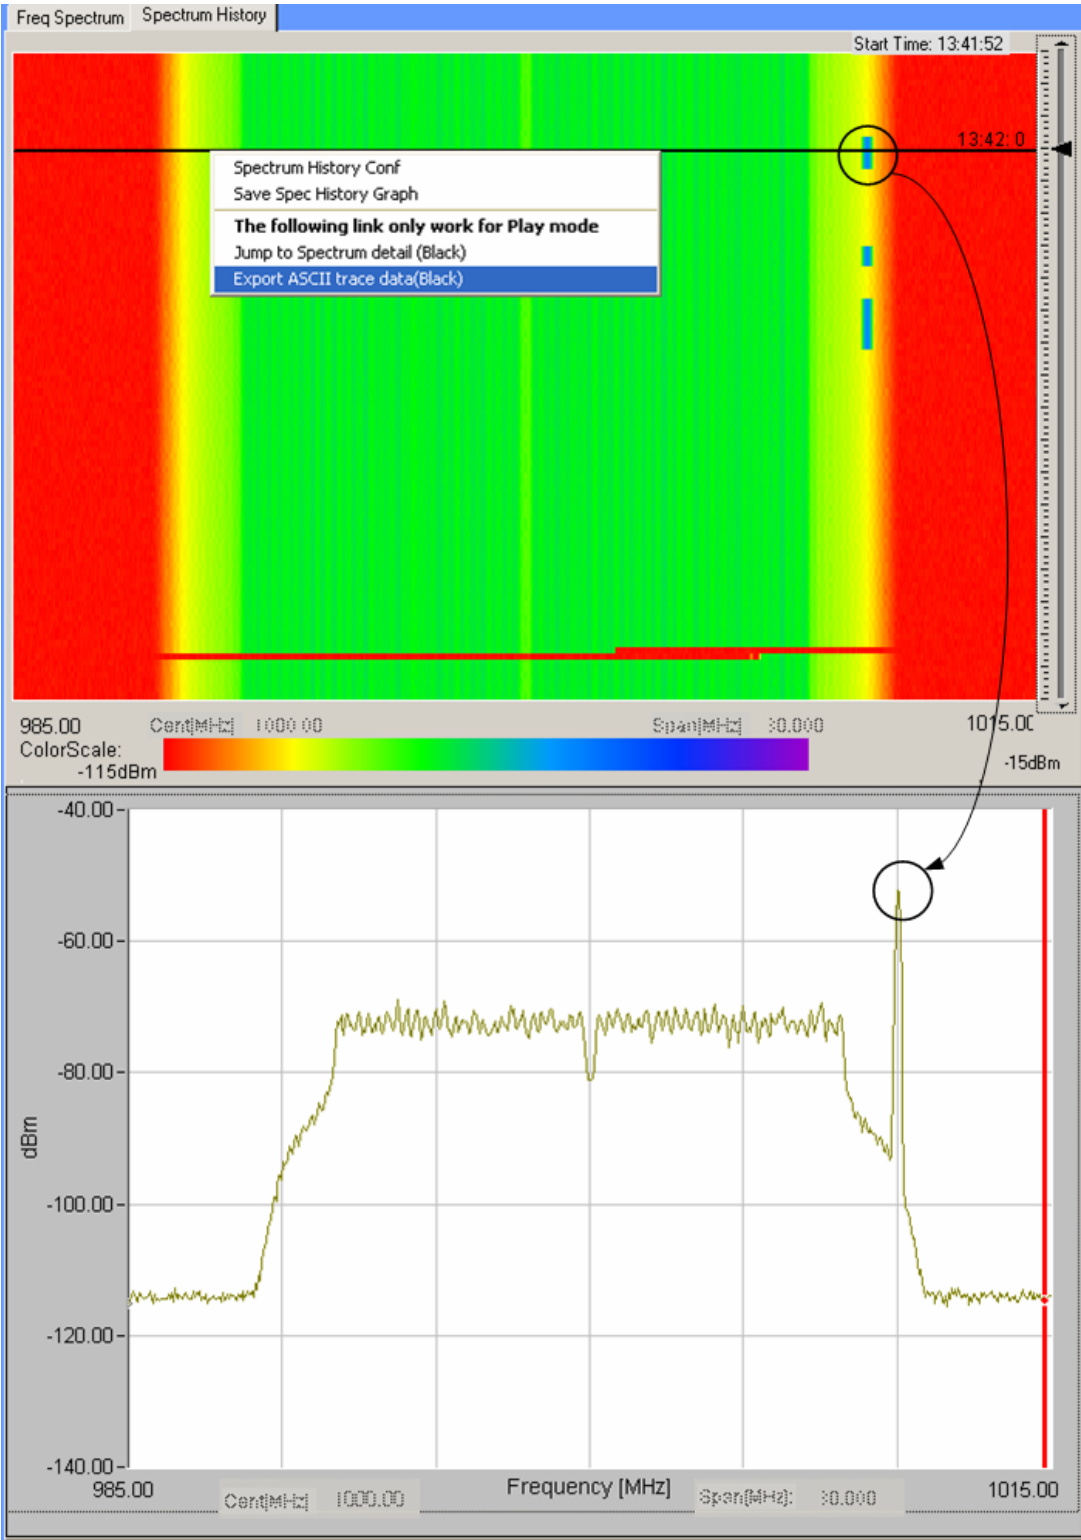 Freq Spectrum Spectrum History
Start Time: 13:41:52
13:42: 0
Spectrum History Conf
Save Spec History Graph
The following link only work for Play mode
Jump to Spectrum detail (Black)
Export ASCII trace data(Black)
985.00 Cent[MHz] 1000.00 Span[MHz] 30.000 1015.00
ColorScale:
-115dBm -15dBm
-40.00
-60.00
-80.00
dBm
-100.00
-120.00
-140.00
985.00 Frequency [MHz] 1015.00
Cent[MHz] 1000.00 Span[MHz]: 30.000